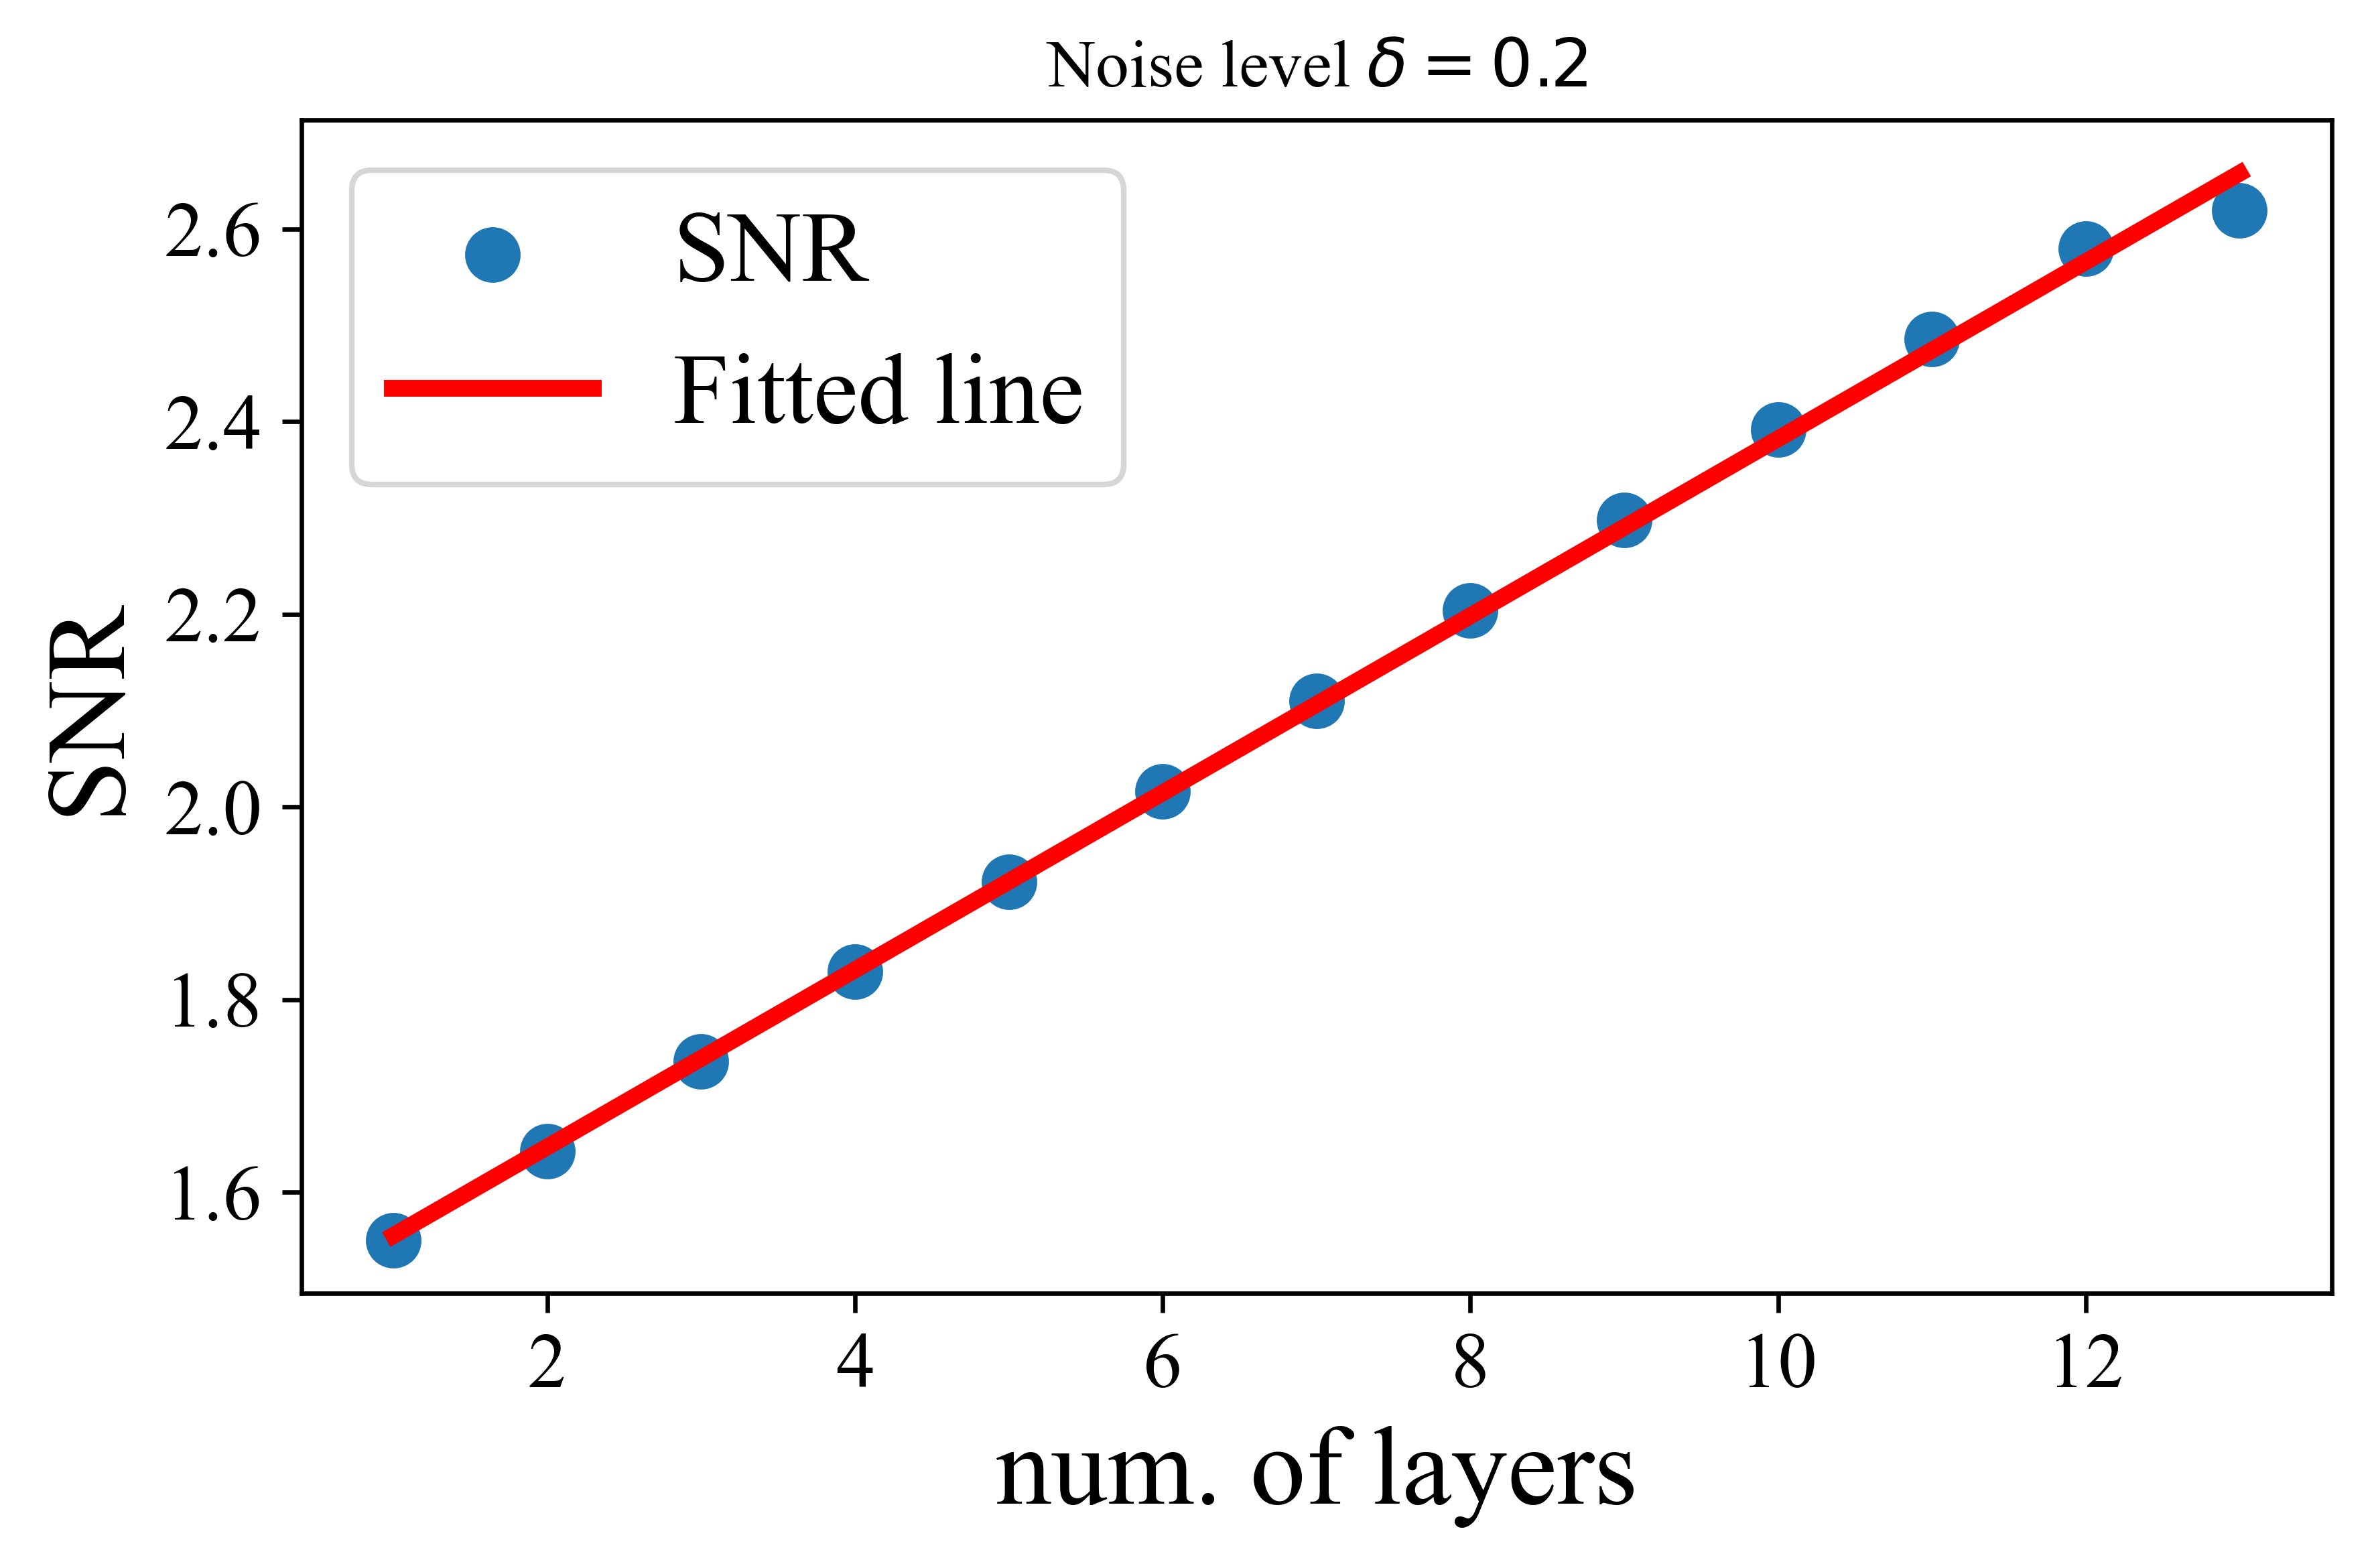 Noise level δ = 0.2
SNR
Fitted line
SNR
2.6
2.4
2.2
2.0
1.8
1.6
2 4 6 8 10 12
num. of layers